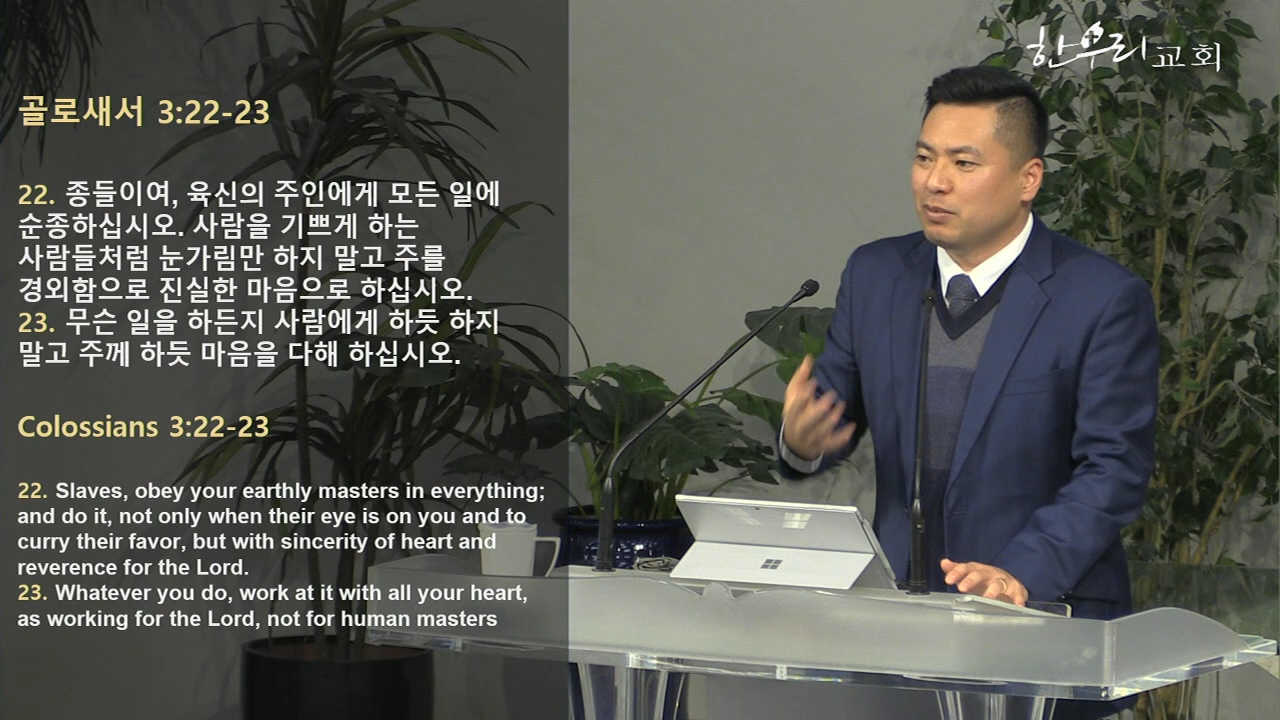 한우리교회
골로새서 3:22-23
22. 종들이여, 육신의 주인에게 모든 일에
순종하십시오. 사람을 기쁘게 하는
사람들처럼 눈가림만 하지 말고 주를
경외함으로 진실한 마음으로 하십시오.
23. 무슨 일을 하든지 사람에게 하듯 하지
말고 주께 하듯 마음을 다해 하십시오.
Colossians 3:22-23
22. Slaves, obey your earthly masters in everything;
and do it, not only when their eye is on you and to
curry their favor, but with sincerity of heart and
reverence for the Lord.
23. Whatever you do, work at it with all your heart,
as working for the Lord, not for human masters